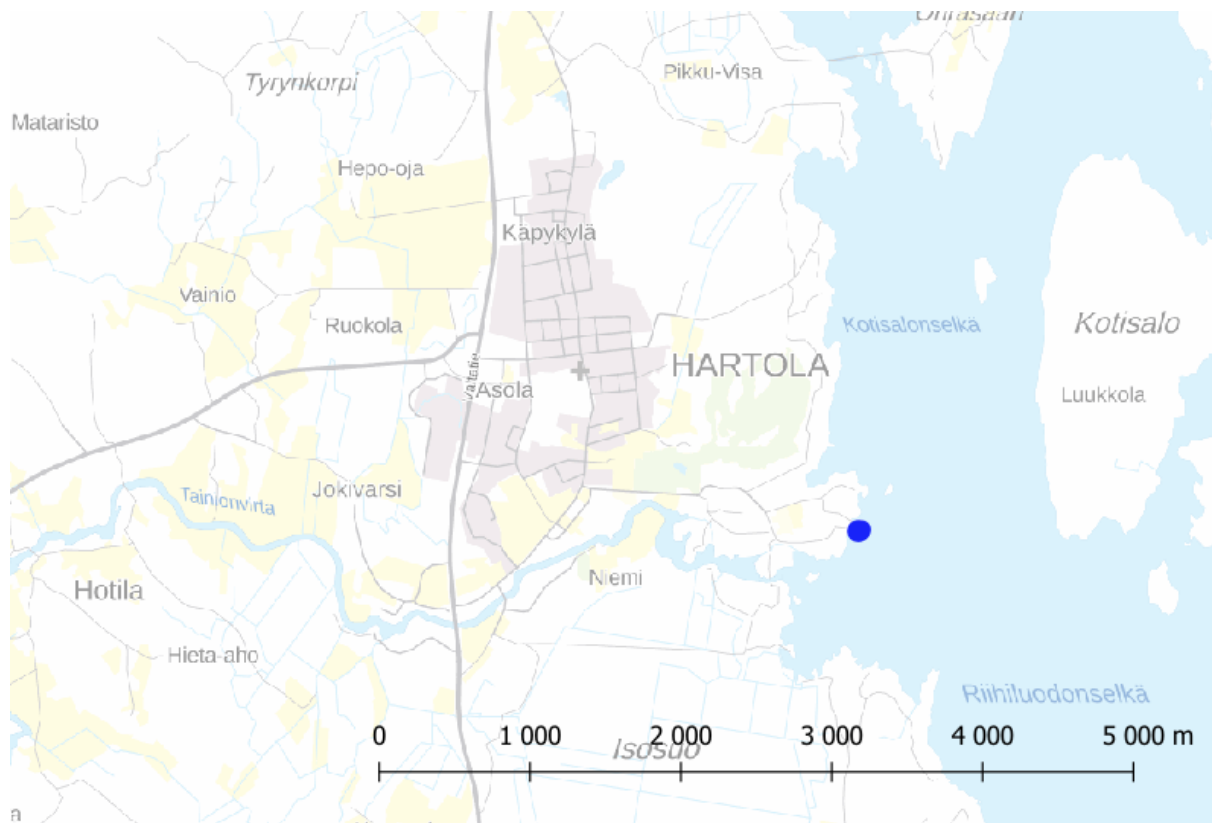 Tyrynkorpi
Pikku-Visa
Mataristo
Hepo-oja
Käpykylä
Vainio
Ruokola
Kotisalonselkä
Kotisalo
HARTOLA
Asola
Luukkola
Jokivarsi
Tainionvirta
Niemi
Hotila
Hieta-aho
Riihiluodonselkä
0 1 000 2 000 3 000 4 000 5 000 m
Isosuo